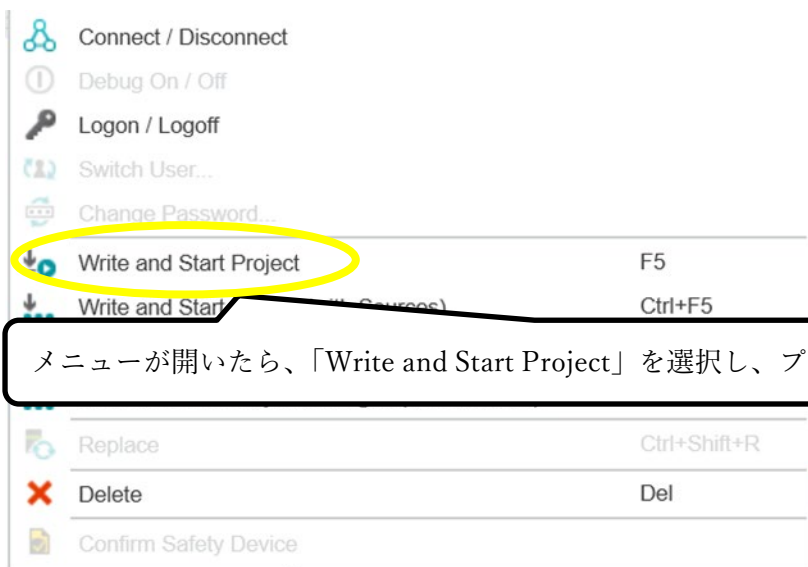 Connect / Disconnect
Debug On / Off
Logon / Logoff
Switch User...
Change Password...
Write and Start Project F5
Write and Start Sources) Ctrl+F5
メニューが開いたら、「Write and Start Project」を選択し、プ
Replace Ctrl+Shift+R
Delete Del
Confirm Safety Device